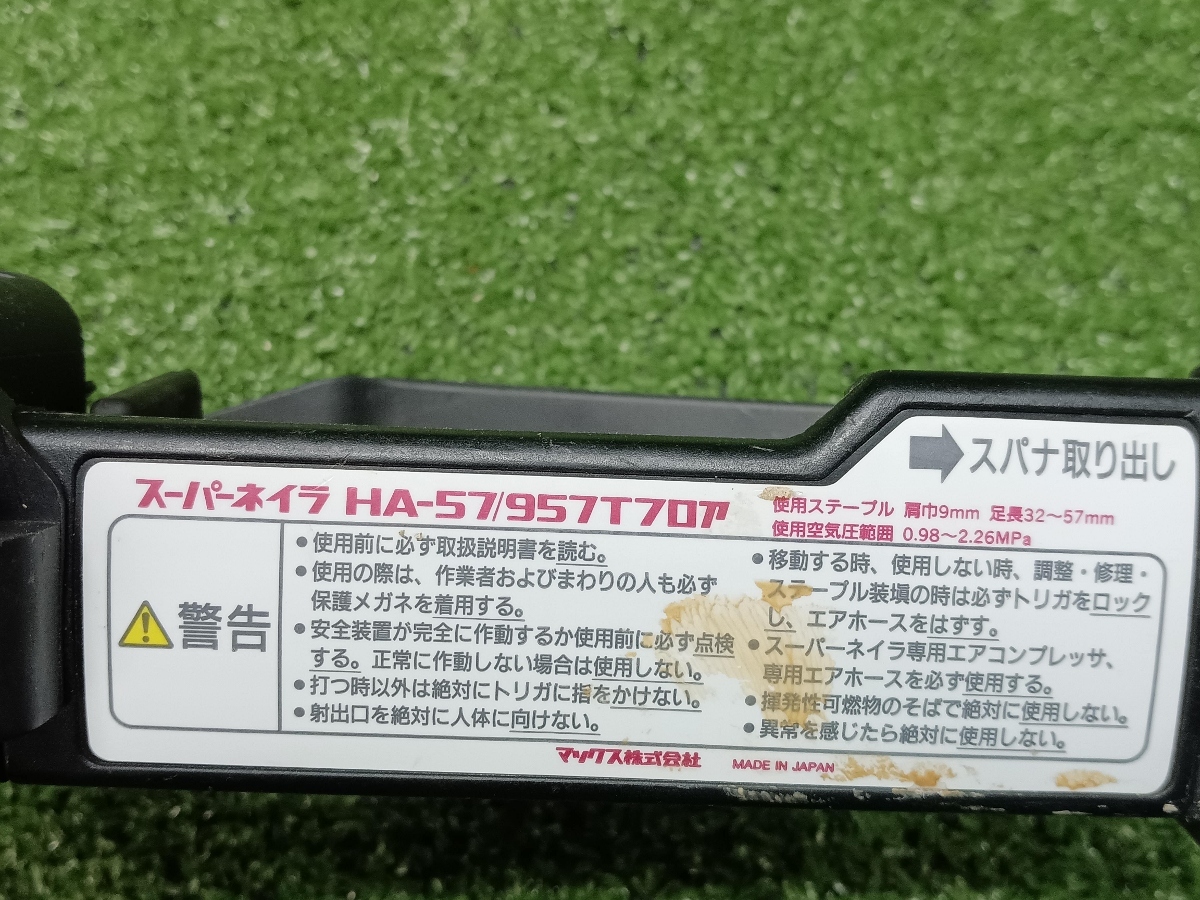 スパナ取り出し
スーパーネイラ HA-57/957Tフロア
使用ステープル 肩巾9mm 足長32〜57mm
使用空気圧範囲 0.98〜2.26MPa
警告
●使用前に必ず取扱説明書を読む。
●使用の際は、作業者およびまわりの人も必ず
保護メガネを着用する。
●安全装置が完全に作動するか使用前に必ず点検
する。正常に作動しない場合は使用しない。
●打つ時以外は絶対にトリガに指をかけない。
●射出口を絶対に人体に向けない。
●移動する時、使用しない時、調整・修理・
ステープル装填の時は必ずトリガをロック
し、エアホースをはずす。
●スーパーネイラ専用エアコンプレッサ、
専用エアホースを必ず使用する。
●揮発性可燃物のそばで絶対に使用しない。
●異常を感じたら絶対に使用しない。
マックス株式会社 MADE IN JAPAN